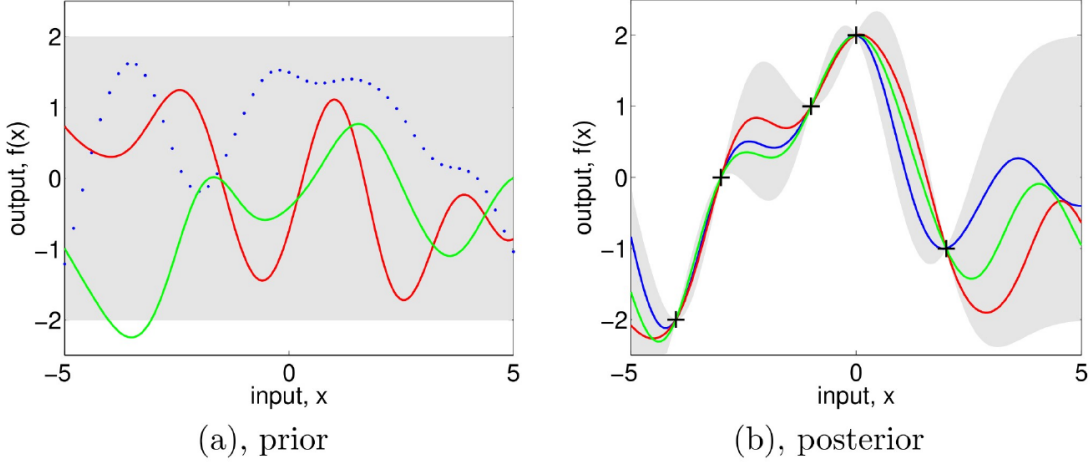 2
1
0
−1
−2
output, f(x)
−5
0
5
input, x
(a), prior
2
1
0
−1
−2
output, f(x)
−5
0
5
input, x
(b), posterior